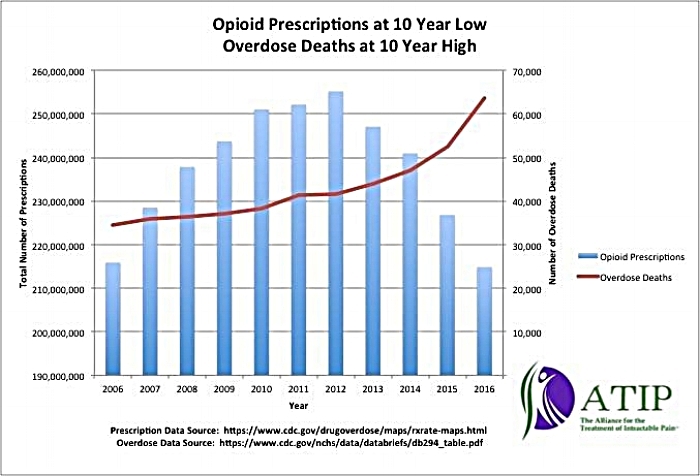 Opioid Prescriptions at 10 Year Low
Overdose Deaths at 10 Year High
260,000,000
250,000,000
240,000,000
230,000,000
220,000,000
210,000,000
200,000,000
190,000,000
Total Number of Prescriptions
70,000
60,000
50,000
40,000
30,000
20,000
10,000
Number of Overdose Deaths
2006 2007 2008 2009 2010 2011 2012 2013 2014 2015 2016
Year
Opioid Prescriptions
Overdose Deaths
Prescription Data Source: https://www.cdc.gov/drugoverdose/maps/rxrate-maps.html
Overdose Data Source: https://www.cdc.gov/nchs/data/databriefs/db294_table.pdf
ATIP
The Alliance for the
Treatment of Intractable Pain™